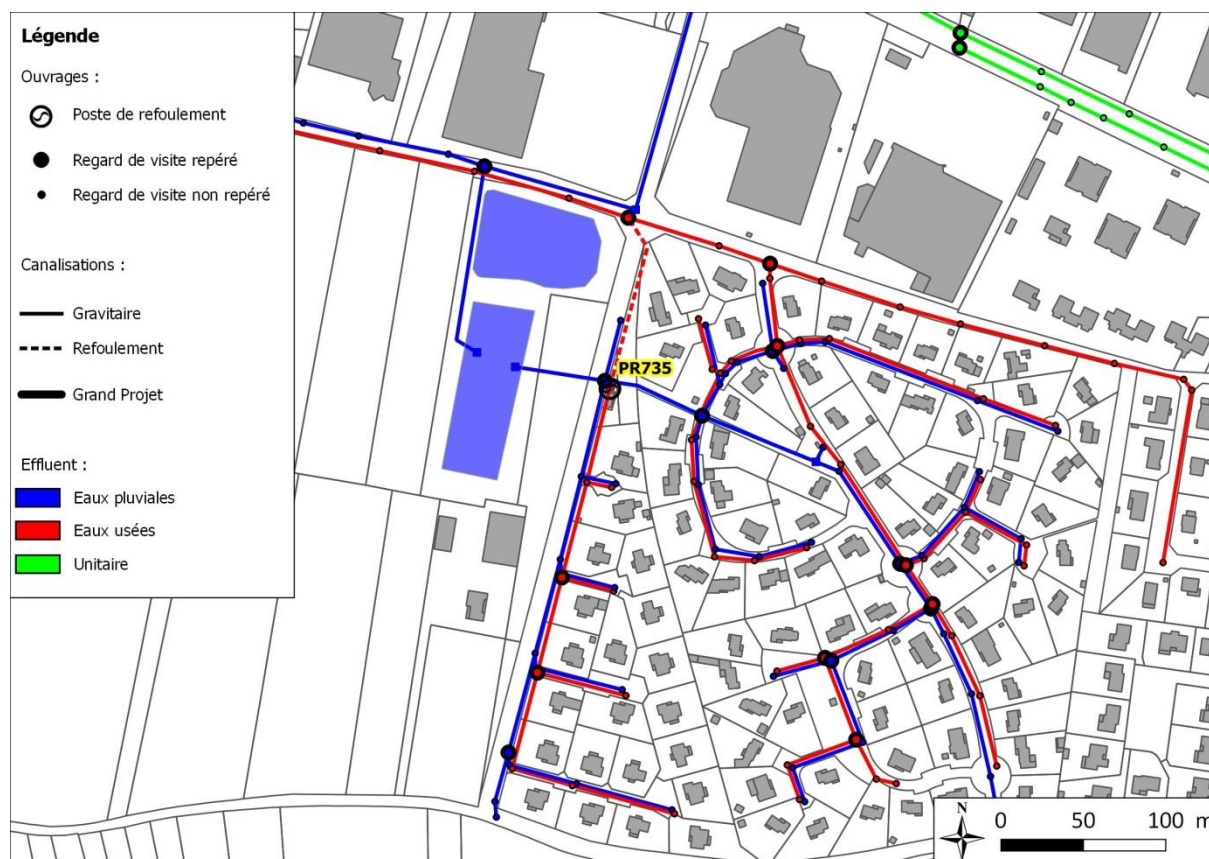 Légende
Ouvrages :
Poste de refoulement
Regard de visite repéré
Regard de visite non repéré
Canalisations :
Gravitaire
Refoulement
Grand Projet
Effluent :
Eaux pluviales
Eaux usées
Unitaire
PR735
N
0 50 100 m